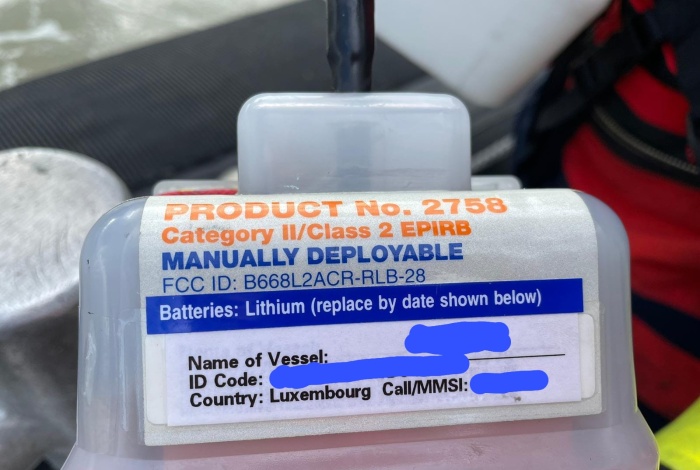 PRODUCT No. 2758
Category II/Class 2 EPIRB
MANUALLY DEPLOYABLE
FCC ID: B668L2ACR-RLB-28
Batteries: Lithium (replace by date shown below)
Name of Vessel:
ID Code:
Country: Luxembourg Call/MMSI: